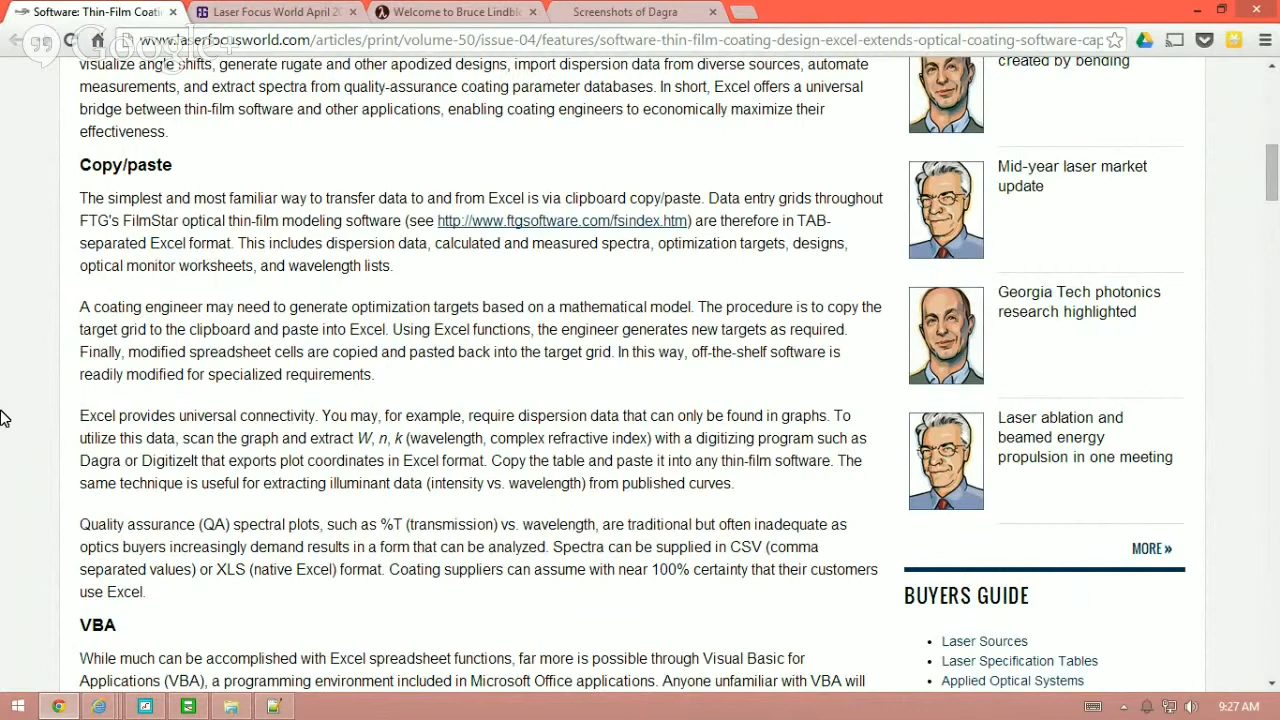 Software: Thin-Film Coati
Laser Focus World April 20
Welcome to Bruce Lindblo
Screenshots of Dagra
www.laserfocusworld.com/articles/print/volume-50/issue-04/features/software-thin-film-coating-design-excel-extends-optical-coating-software-cap
Google+
visualize angle shifts, generate rugate and other apodized designs, import dispersion data from diverse sources, automate
measurements, and extract spectra from quality-assurance coating parameter databases. In short, Excel offers a universal
bridge between thin-film software and other applications, enabling coating engineers to economically maximize their
effectiveness.
Copy/paste
The simplest and most familiar way to transfer data to and from Excel is via clipboard copy/paste. Data entry grids throughout
FTG's FilmStar optical thin-film modeling software (see http://www.ftgsoftware.com/fsindex.htm) are therefore in TAB-
separated Excel format. This includes dispersion data, calculated and measured spectra, optimization targets, designs,
optical monitor worksheets, and wavelength lists.
A coating engineer may need to generate optimization targets based on a mathematical model. The procedure is to copy the
target grid to the clipboard and paste into Excel. Using Excel functions, the engineer generates new targets as required.
Finally, modified spreadsheet cells are copied and pasted back into the target grid. In this way, off-the-shelf software is
readily modified for specialized requirements.
Excel provides universal connectivity. You may, for example, require dispersion data that can only be found in graphs. To
utilize this data, scan the graph and extract W, n, k (wavelength, complex refractive index) with a digitizing program such as
Dagra or DigitizeIt that exports plot coordinates in Excel format. Copy the table and paste it into any thin-film software. The
same technique is useful for extracting illuminant data (intensity vs. wavelength) from published curves.
Quality assurance (QA) spectral plots, such as %T (transmission) vs. wavelength, are traditional but often inadequate as
optics buyers increasingly demand results in a form that can be analyzed. Spectra can be supplied in CSV (comma
separated values) or XLS (native Excel) format. Coating suppliers can assume with near 100% certainty that their customers
use Excel.
VBA
While much can be accomplished with Excel spreadsheet functions, far more is possible through Visual Basic for
Applications (VBA), a programming environment included in Microsoft Office applications. Anyone unfamiliar with VBA will
created by bending
Mid-year laser market
update
Georgia Tech photonics
research highlighted
Laser ablation and
beamed energy
propulsion in one meeting
MORE »
BUYERS GUIDE
• Laser Sources
• Laser Specification Tables
• Applied Optical Systems
9:27 AM